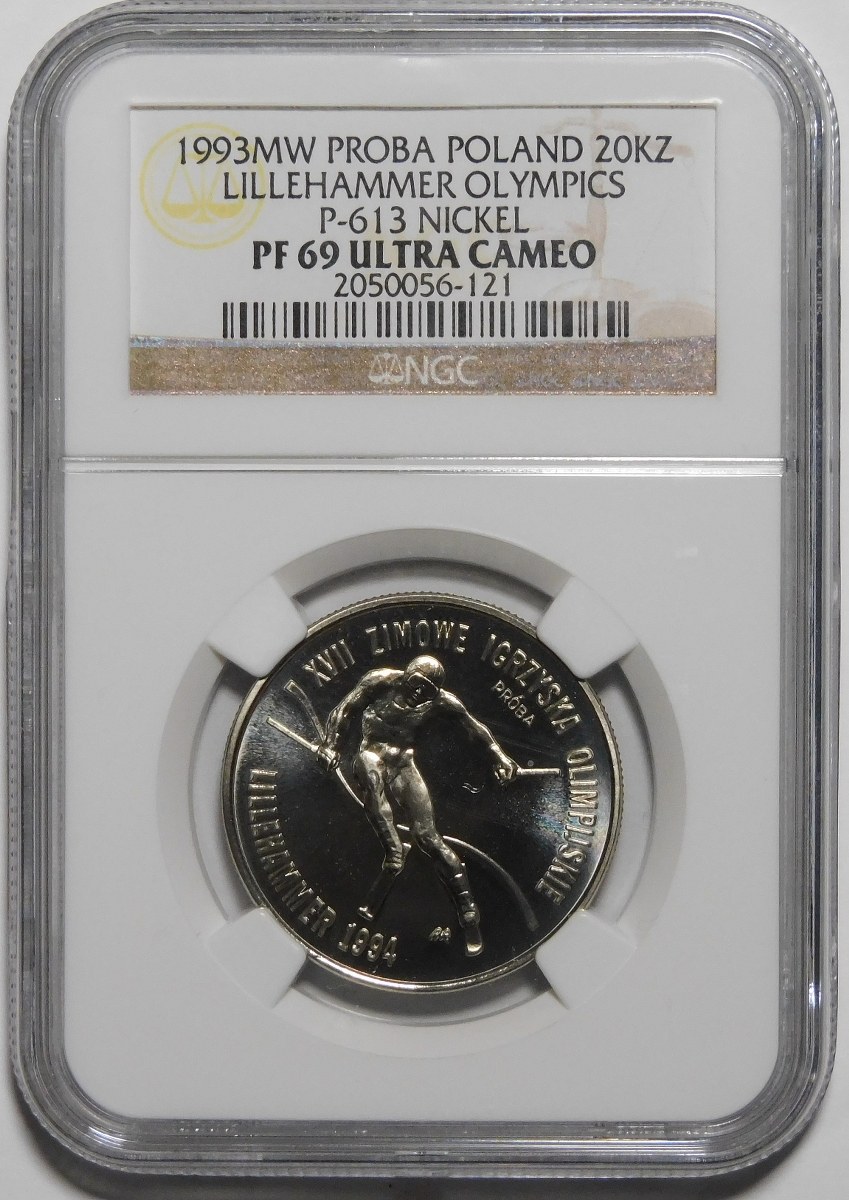 1993MW PROBA POLAND 20KZ
LILLEHAMMER OLYMPICS
P-613 NICKEL
PF 69 ULTRA CAMEO
2050056-121
NGC
XVII ZIMOWE IGRZYSKA OLIMPIJSKIE
PRÓBA
LILLEHAMMER 1994